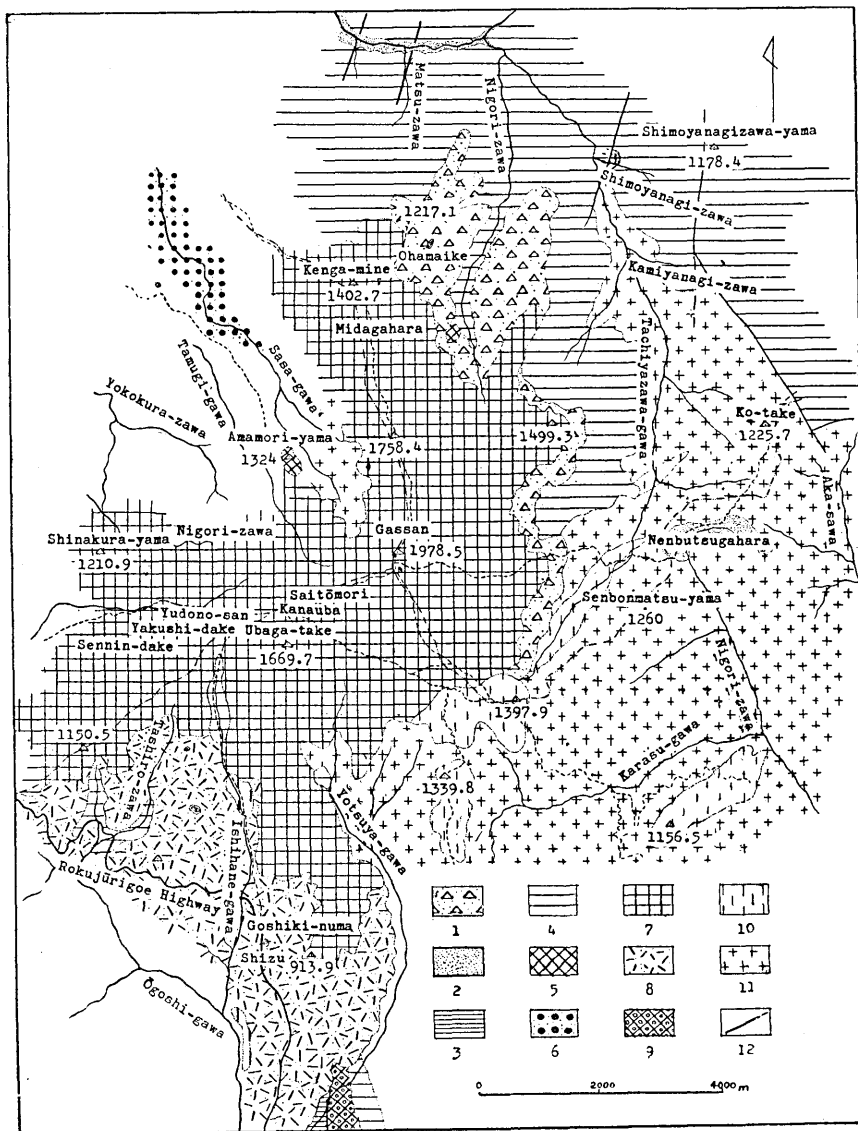 Matsu-zawa
Nigori-zawa
Shimoyanagizawa-yama
1178.4
Shimoyanagi-zawa
1217.1
Ohamaike
Kamiyanagi-zawa
Kenga-mine
1402.7
Midagahara
Tachiyazawa-gawa
Sasa-gawa
Tamugi-gawa
Yokokura-zawa
Ko-take
1225.7
Amamori-yama
1324
1758.4
1499.3
Aka-sawa
Shinakura-yama
1210.9
Nigori-zawa
Gassan
1978.5
Nenbutsugahara
Saitōmori
Kanauba
Senbonmatsu-yama
1260
Yudono-san
Yakushi-dake
Ubaga-take
Sennin-dake
1669.7
Nigori-zawa
1397.9
1150.5
Tashiro-zawa
Karasu-gawa
1339.8
1156.5
Yotsuya-gawa
Ishihane-gawa
Rokujūrigoe Highway
Goshiki-numa
Shizu
913.9
Ōgoshi-gawa
1 4 7 10
2 5 8 11
3 6 9 12
0 2000 4000 m